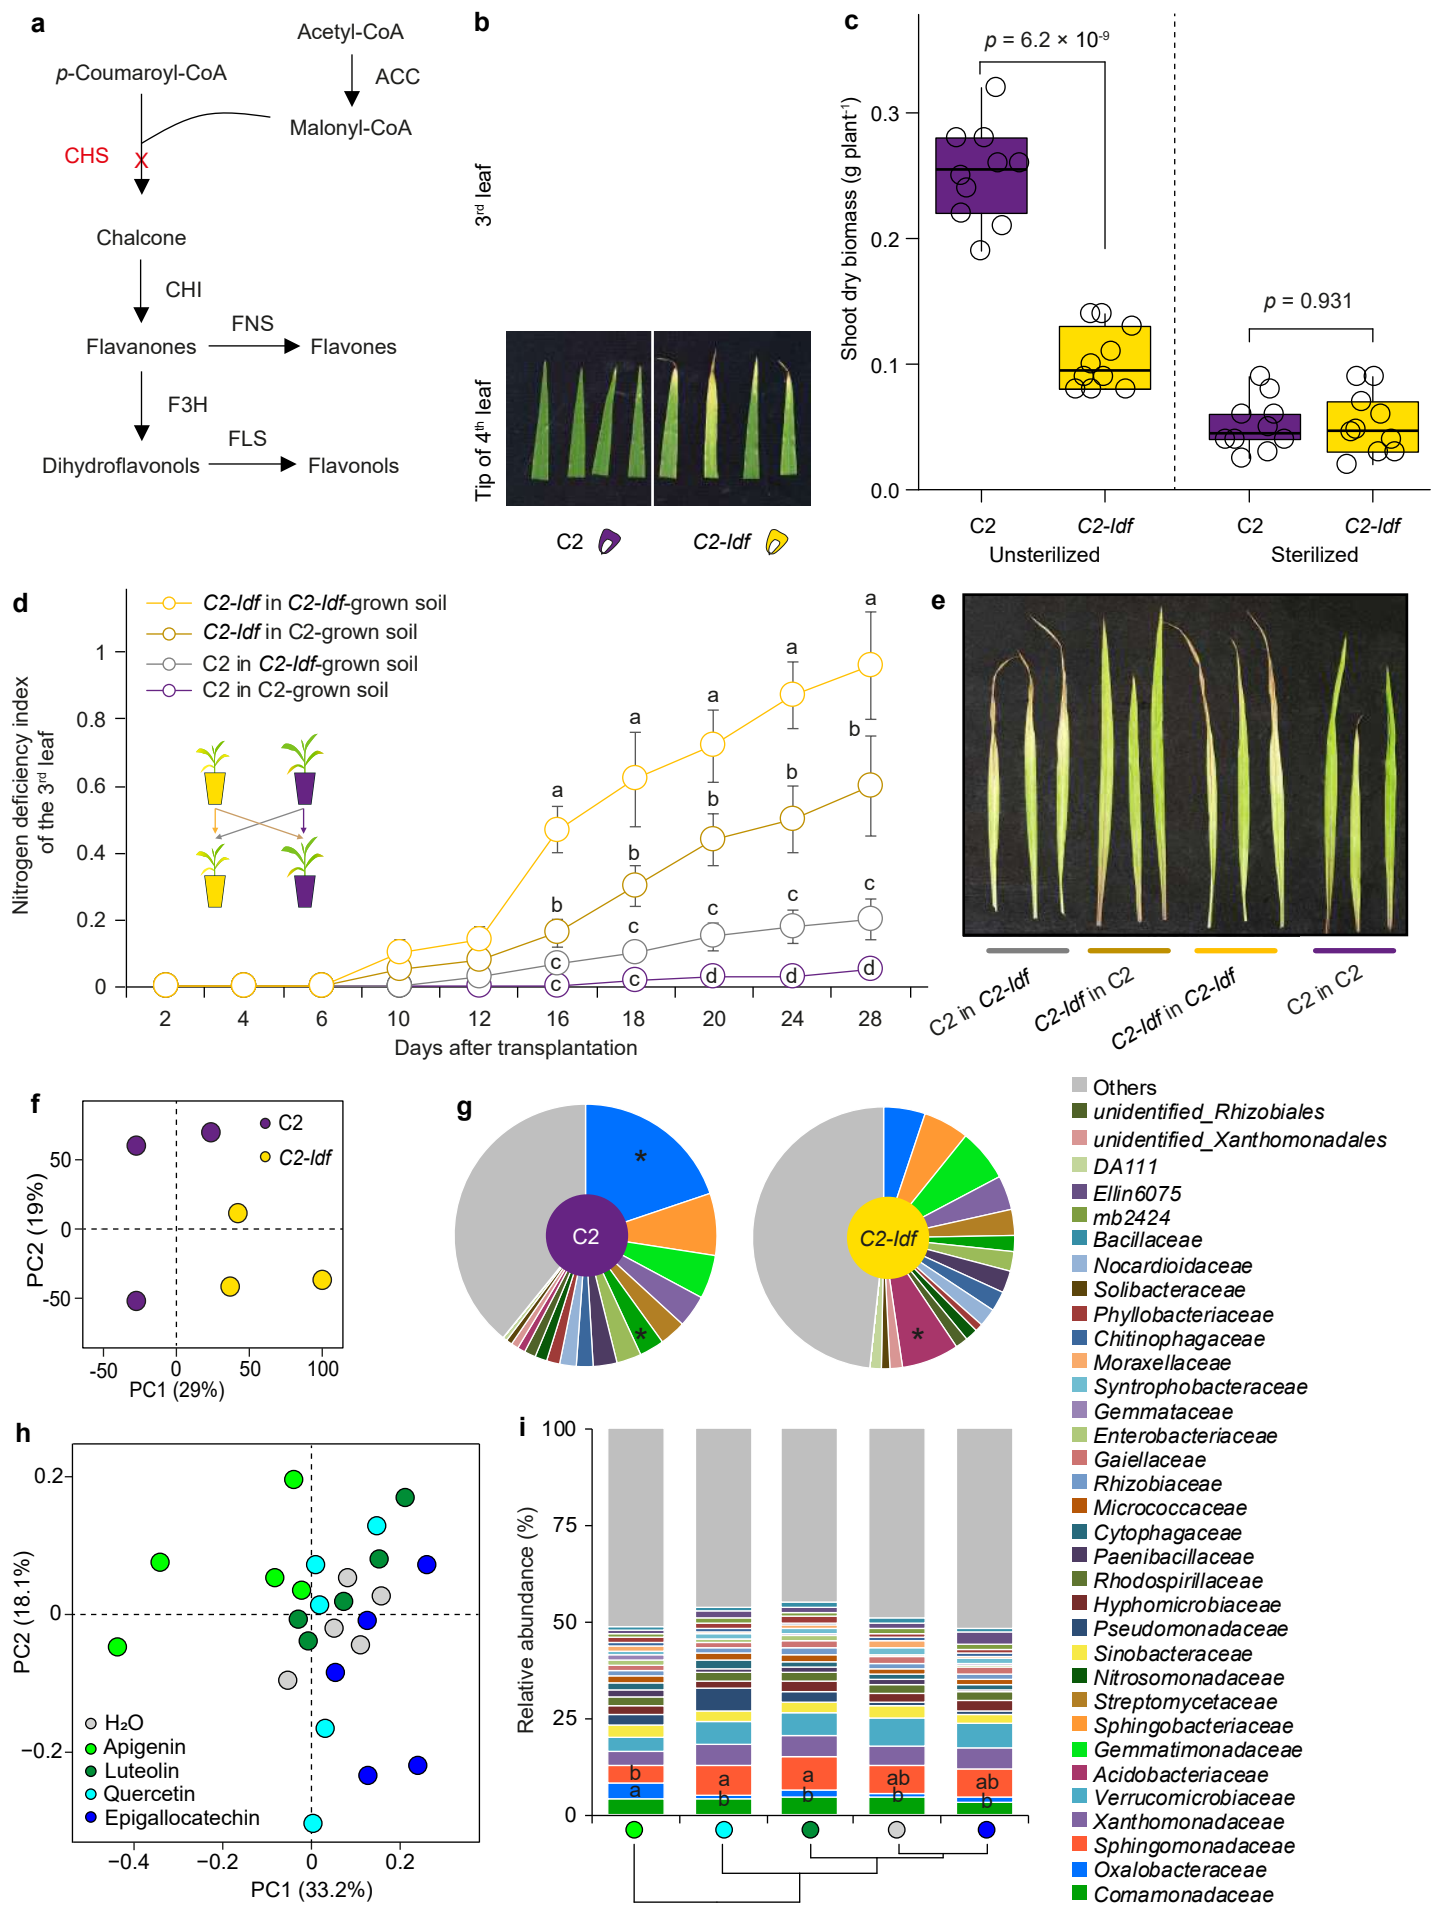 a
Acetyl-CoA
p-Coumaroyl-CoA
ACC
Malonyl-CoA
CHS
X
Chalcone
CHI
FNS
Flavanones
Flavones
F3H
FLS
Dihydroflavonols
Flavonols
b
3rd leaf
Tip of 4th leaf
C2
C2-Idf
c
p = 6.2 × 10-9
Shoot dry biomass (g plant-1)
0.3
0.2
0.1
0.0
p = 0.931
C2
C2-Idf
C2
C2-Idf
Unsterilized
Sterilized
d
C2-Idf in C2-Idf-grown soil
C2-Idf in C2-grown soil
C2 in C2-Idf-grown soil
C2 in C2-grown soil
Nitrogen deficiency index
of the 3rd leaf
1
0.8
0.6
0.4
0.2
0
a
a
a
a
a
b
b
b
b
b
c
c
c
c
c
c
c
d
d
d
2
4
6
10
12
16
18
20
24
28
Days after transplantation
e
C2 in C2-Idf
C2-Idf in C2
C2-Idf in C2-Idf
C2 in C2
f
C2
C2-Idf
PC2 (19%)
50
0
-50
-50
0
50
100
PC1 (29%)
g
*
C2
*
C2-Idf
*
Others
unidentified_Rhizobiales
unidentified_Xanthomonadales
DA111
Ellin6075
mb2424
Bacillaceae
Nocardioidaceae
Solibacteraceae
Phyllobacteriaceae
Chitinophagaceae
Moraxellaceae
Syntrophobacteraceae
Gemmataceae
Enterobacteriaceae
Gaiellaceae
Rhizobiaceae
Micrococcaceae
Cytophagaceae
Paenibacillaceae
Rhodospirillaceae
Hyphomicrobiaceae
Pseudomonadaceae
Sinobacteraceae
Nitrosomonadaceae
Streptomycetaceae
Sphingobacteriaceae
Gemmatimonadaceae
Acidobacteriaceae
Verrucomicrobiaceae
Xanthomonadaceae
Sphingomonadaceae
Oxalobacteraceae
Comamonadaceae
h
PC2 (18.1%)
0.2
0
−0.2
H2O
Apigenin
Luteolin
Quercetin
Epigallocatechin
−0.4
−0.2
0
0.2
PC1 (33.2%)
i
Relative abundance (%)
100
75
50
25
0
b
a
a
ab
ab
a
b
b
b
b